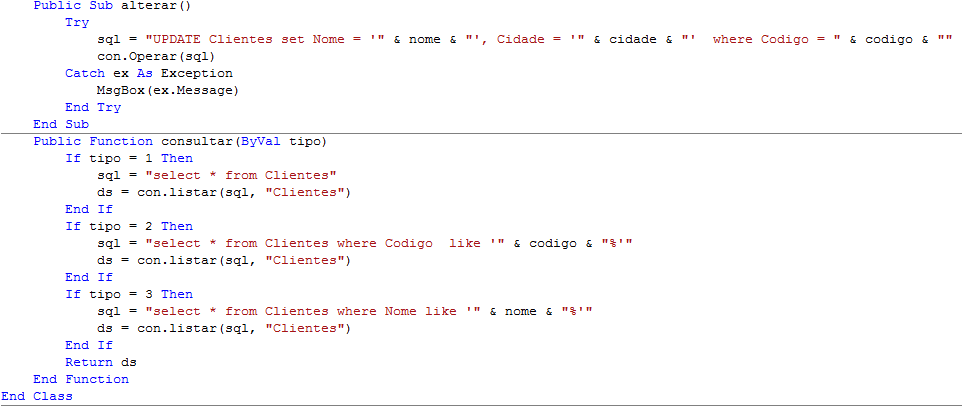 Public Sub alterar()
Try
sql = "UPDATE Clientes set Nome = '" & nome & "', Cidade = '" & cidade & "'  where Codigo = " & codigo & ""
con.Operar(sql)
Catch ex As Exception
MsgBox(ex.Message)
End Try
End Sub
Public Function consultar(ByVal tipo)
If tipo = 1 Then
sql = "select * from Clientes"
ds = con.listar(sql, "Clientes")
End If
If tipo = 2 Then
sql = "select * from Clientes where Codigo  like '" & codigo & "%'"
ds = con.listar(sql, "Clientes")
End If
If tipo = 3 Then
sql = "select * from Clientes where Nome like '" & nome & "%'"
ds = con.listar(sql, "Clientes")
End If
Return ds
End Function
End Class